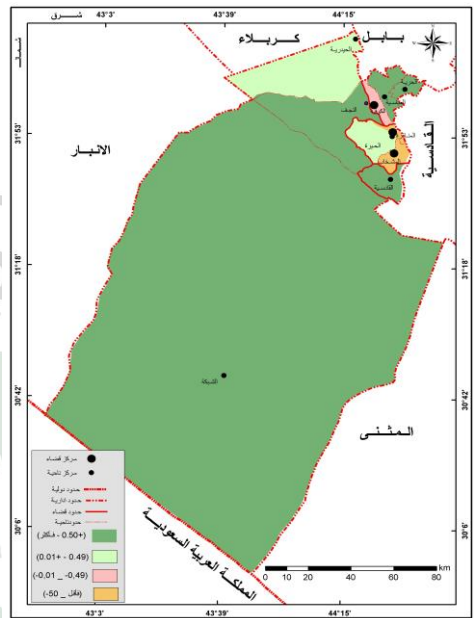 شرق
43°3' 43°39' 44°15'
شمال
كربلاء
بابل
الحيدرية
الحرية
العباسية
النجف
الكوفة
31°53' 31°53'
الانبار
القادسية
الحيرة
المشخاب
القادسية
31°18' 31°18'
الشبكة
30°42' 30°42'
المثنى
مركز قضاء
مركز ناحية
حدود دولية
حدود ادارية
حدود قضاء
حدود ناحية
(+0.50 - فأكثر)
(0.01+ - 0.49)
(-0,01 _ -0,49)
(فأقل _ 50-)
30°6' 30°6'
المملكة العربية السعودية
km
0 10 20 40 60 80
43°3' 43°39' 44°15'